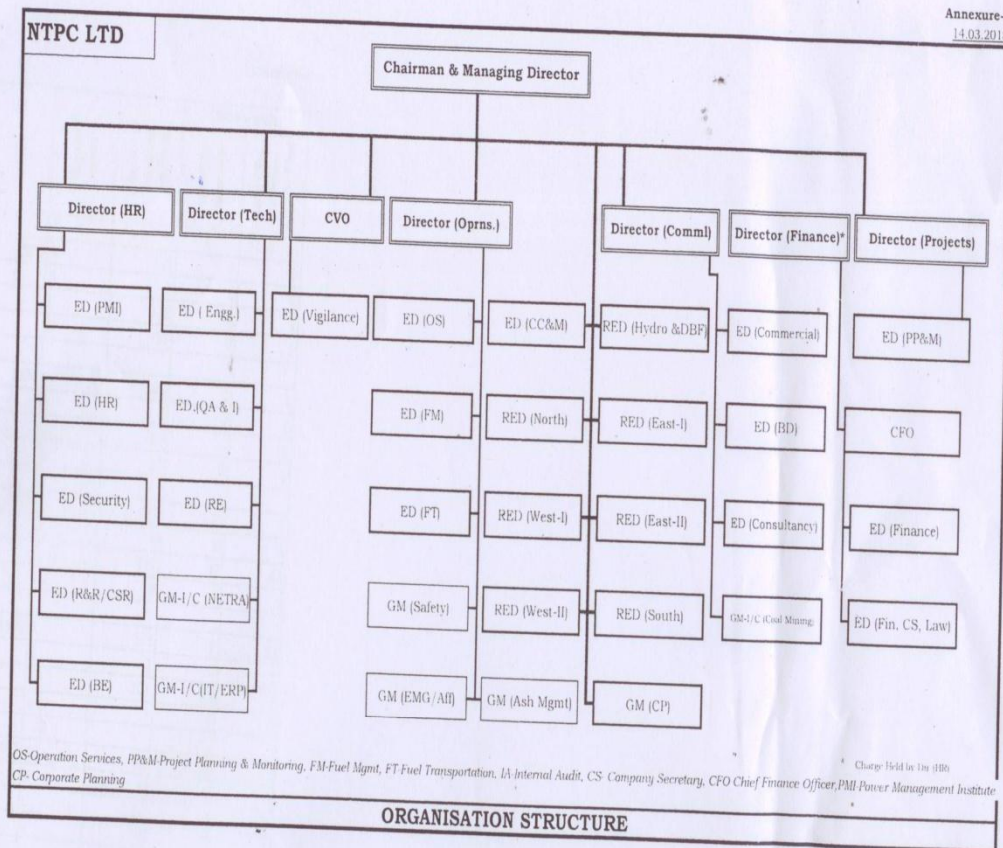 Annexure-
14.03.201
NTPC LTD
Chairman & Managing Director
Director (HR)
Director (Tech)
CVO
Director (Oprns.)
Director (Comml)
Director (Finance)*
Director (Projects)
ED (PMI)
ED ( Engg.)
ED (Vigilance)
ED (OS)
ED (CC&M)
RED (Hydro &DBF)
ED (Commercial)
ED (PP&M)
ED (HR)
ED.(QA & I)
ED (FM)
RED (North)
RED (East-I)
ED (BD)
CFO
ED (Security)
ED (RE)
ED (FT)
RED (West-I)
RED (East-II)
ED (Consultancy)
ED (Finance)
ED (R&R/CSR)
GM-I/C (NETRA)
GM (Safety)
RED (West-II)
RED (South)
GM-I/C (Coal Mining)
ED (Fin, CS, Law)
ED (BE)
GM-I/C(IT/ERP)
GM (EMG/Aff)
GM (Ash Mgmt)
GM (CP)
* Charge Held by Dir (HR)
OS-Operation Services, PP&M-Project Planning & Monitoring, FM-Fuel Mgmt, FT-Fuel Transportation, IA-Internal Audit, CS- Company Secretary, CFO Chief Finance Officer,PMI-Power Management Institute
CP- Corporate Planning
ORGANISATION STRUCTURE